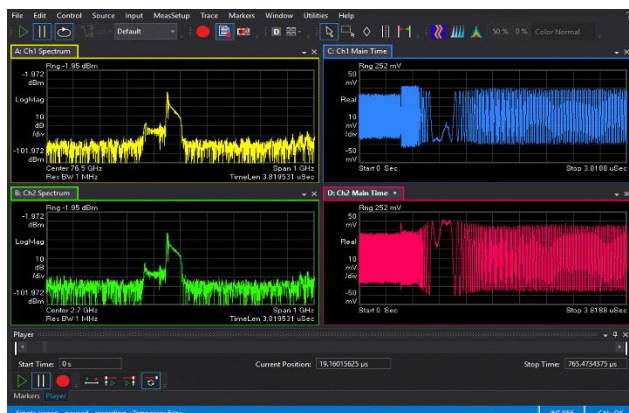 File Edit Control Source Input MeasSetup Trace Markers Window Utilities Help
Default D 50 % 0 % Color Normal
A: Ch1 Spectrum
Rng -1.95 dBm
-1.972
dBm
LogMag
10
dB
/div
-101.972
dBm
Center 76.5 GHz Span 1 GHz
Res BW 1 MHz TimeLen 3.819531 uSec
C: Ch1 Main Time
Rng 252 mV
50
mV
Real
10
mV
/div
-50
mV
Start 0 Sec Stop 3.8188 uSec
B: Ch2 Spectrum
Rng -1.95 dBm
-1.972
dBm
LogMag
10
dB
/div
-101.972
dBm
Center 2.7 GHz Span 1 GHz
Res BW 1 MHz TimeLen 3.819531 uSec
D: Ch2 Main Time
Rng 252 mV
50
mV
Real
10
mV
/div
-50
mV
Start 0 Sec Stop 3.8188 uSec
Player
Start Time: 0 s Current Position: 19.16015625 µs Stop Time: 765.4734375 µs
Markers Player